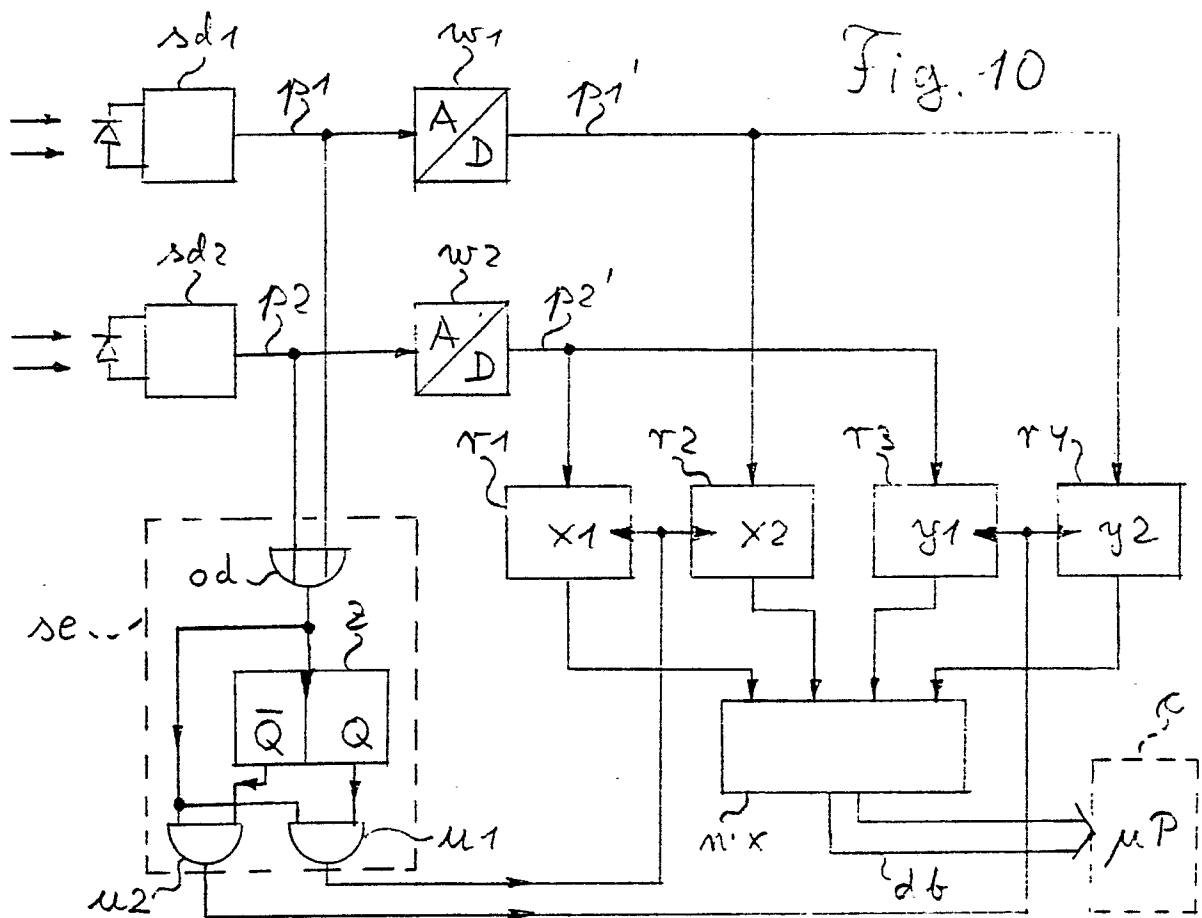 Fig. 10
sd1
p1
w1
A/D
p1'
sd2
p2
w2
A/D
p2'
r1
r2
r3
r4
x1
x2
y1
y2
od
se
z
Q̅
Q
u1
u2
mx
db
c
µP